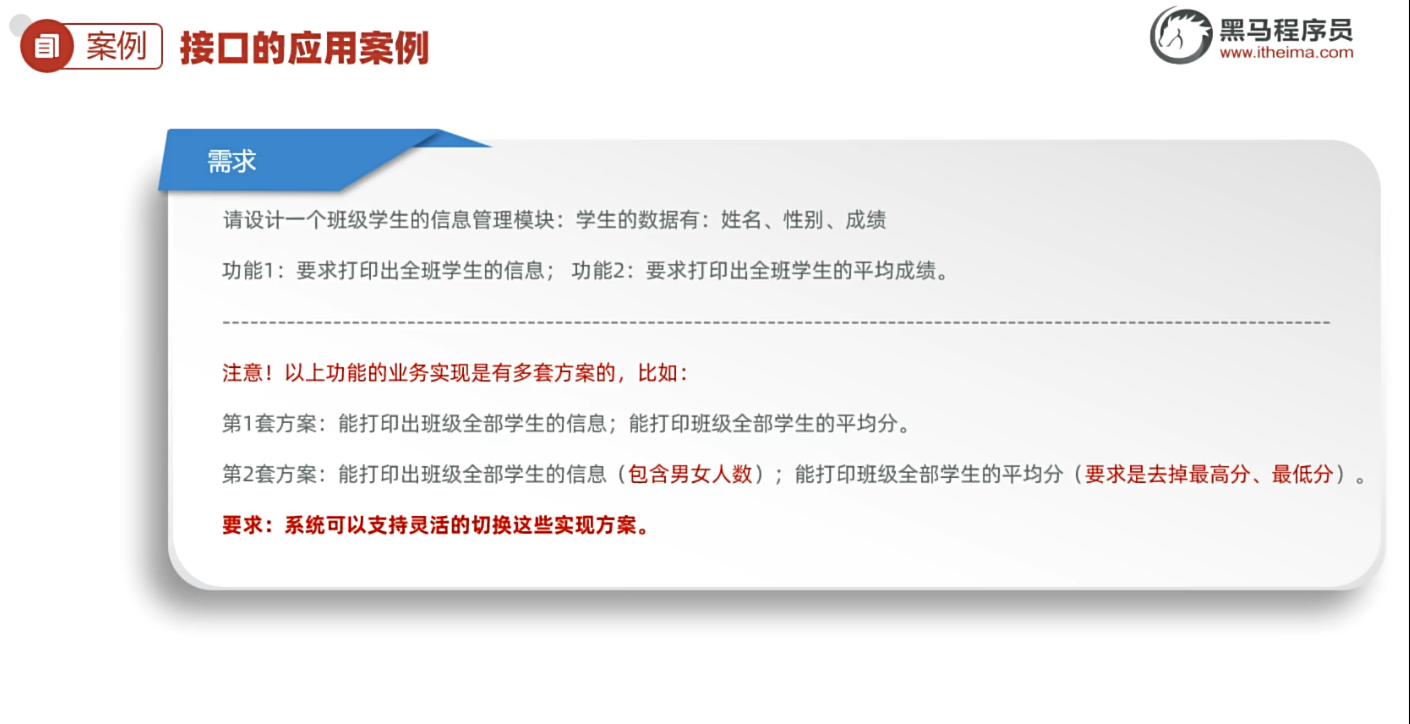 案例
接口的应用案例
黑马程序员
www.itheima.com
需求
请设计一个班级学生的信息管理模块：学生的数据有：姓名、性别、成绩
功能1：要求打印出全班学生的信息； 功能2：要求打印出全班学生的平均成绩。
注意！以上功能的业务实现是有多套方案的，比如：
第1套方案：能打印出班级全部学生的信息；能打印班级全部学生的平均分。
第2套方案：能打印出班级全部学生的信息（包含男女人数）；能打印班级全部学生的平均分（要求是去掉最高分、最低分）。
要求：系统可以支持灵活的切换这些实现方案。